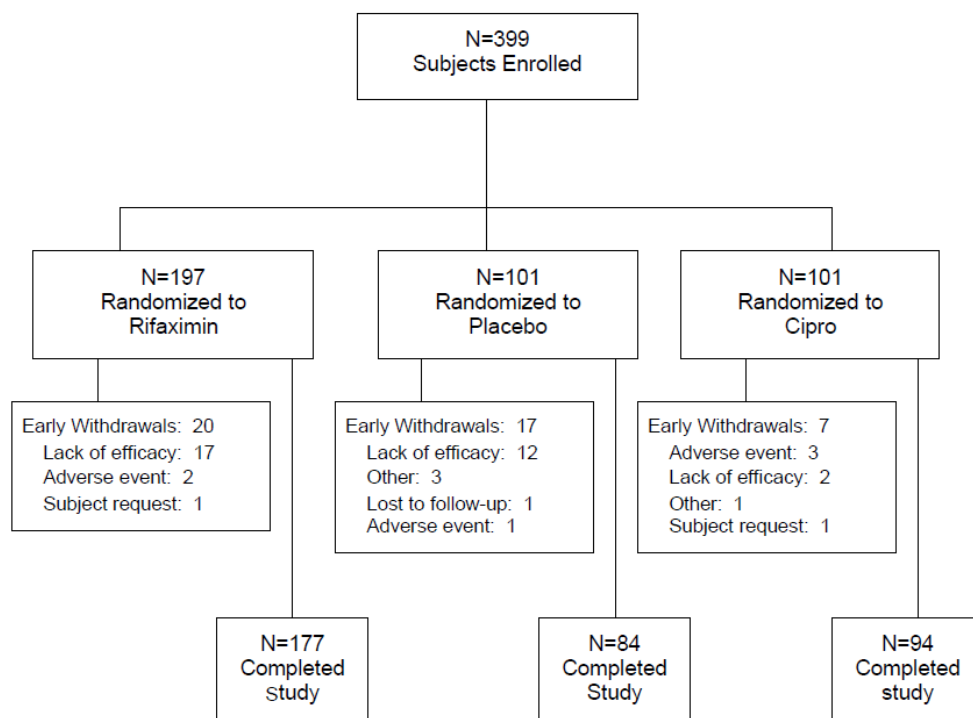 N=399
Subjects Enrolled
N=197
Randomized to
Rifaximin
N=101
Randomized to
Placebo
N=101
Randomized to
Cipro
Early Withdrawals: 20
Lack of efficacy: 17
Adverse event: 2
Subject request: 1
Early Withdrawals: 17
Lack of efficacy: 12
Other: 3
Lost to follow-up: 1
Adverse event: 1
Early Withdrawals: 7
Adverse event: 3
Lack of efficacy: 2
Other: 1
Subject request: 1
N=177
Completed
Study
N=84
Completed
Study
N=94
Completed
study